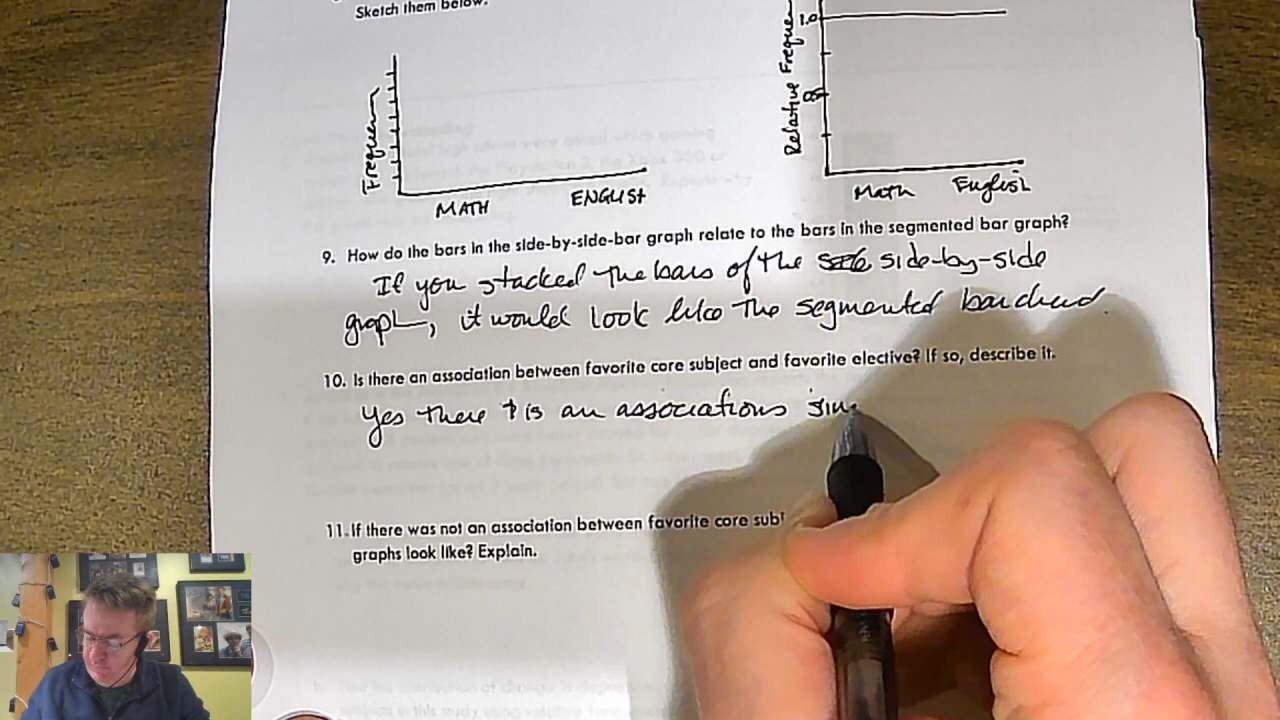 Sketch them below.
Frequency
MATH ENGLISH
1.0
Relative Freque
Math English
9. How do the bars in the side-by-side-bar graph relate to the bars in the segmented bar graph?
If you stacked the bars of the side-by-side
graph, it would look like the segmented bar
10. Is there an association between favorite core subject and favorite elective? If so, describe it.
Yes there is an associations sinc
11. If there was not an association between favorite core subj
graphs look like? Explain.